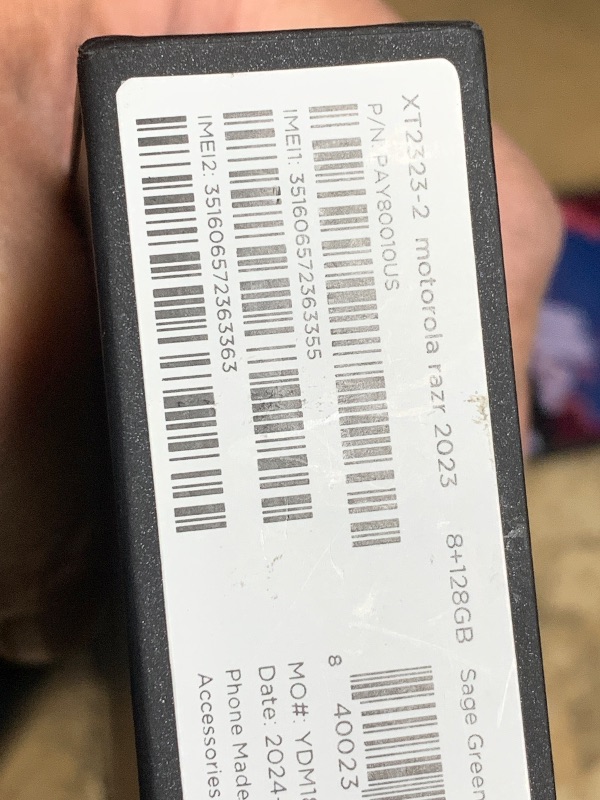 XT2323-2 motorola razr 2023 8+128GB Sage Green
P/N: PAY80010US
IMEI1: 351606572363355
IMEI2: 351606572363363
8 40023
MO#: YDM18
Date: 2024-
Phone Made
Accessories